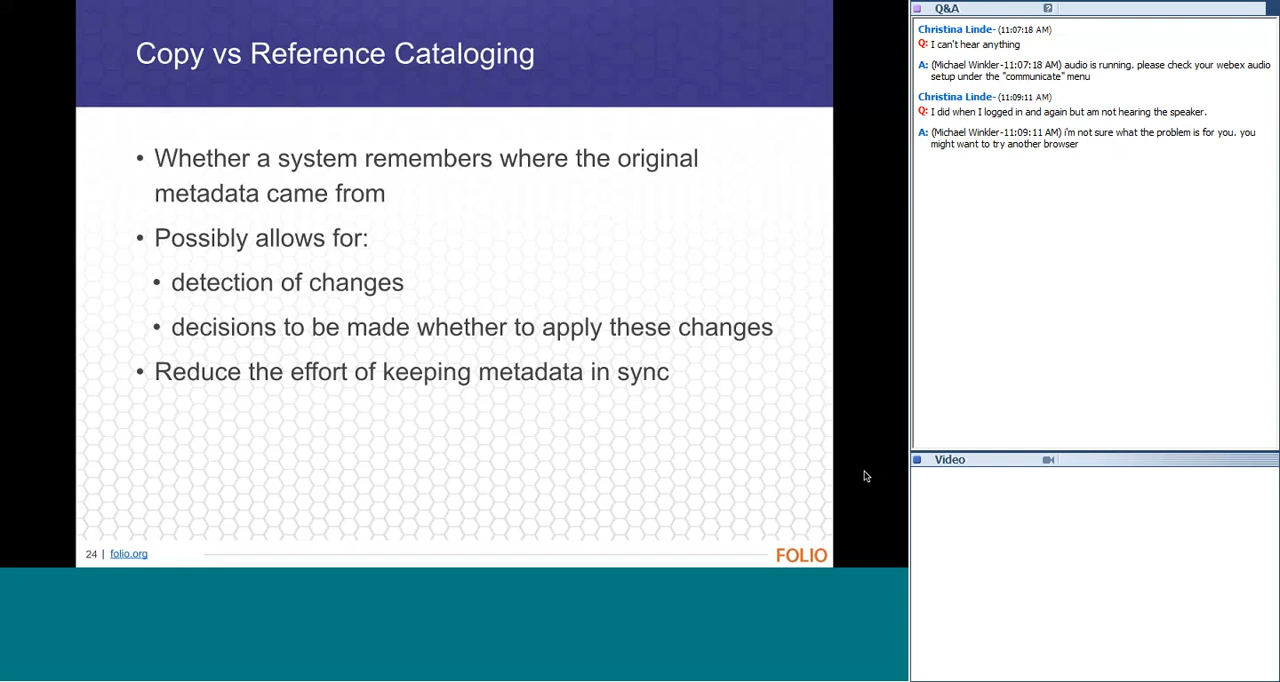 Copy vs Reference Cataloging
• Whether a system remembers where the original
metadata came from
• Possibly allows for:
• detection of changes
• decisions to be made whether to apply these changes
• Reduce the effort of keeping metadata in sync
24 | folio.org
FOLIO
Q&A
Christina Linde- (11:07:18 AM)
Q: I can't hear anything
A: (Michael Winkler-11:07:18 AM) audio is running. please check your webex audio
setup under the "communicate" menu
Christina Linde- (11:09:11 AM)
Q: I did when I logged in and again but am not hearing the speaker.
A: (Michael Winkler-11:09:11 AM) i'm not sure what the problem is for you. you
might want to try another browser
Video